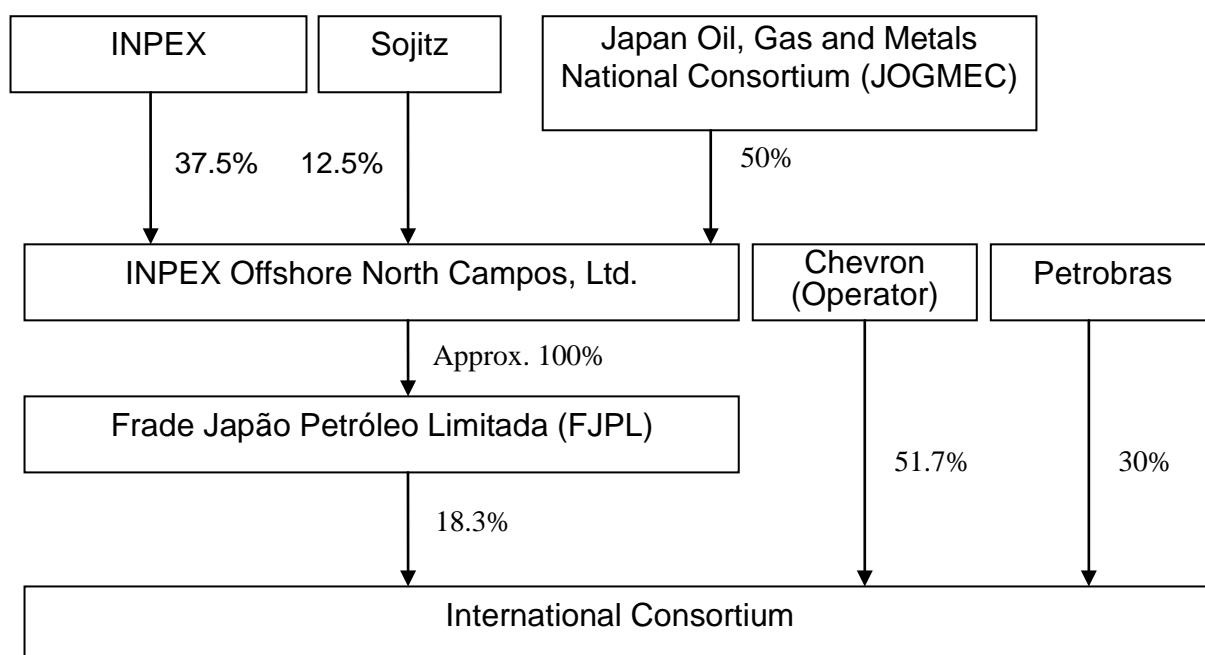 INPEX
Sojitz
Japan Oil, Gas and Metals
National Consortium (JOGMEC)
37.5%
12.5%
50%
INPEX Offshore North Campos, Ltd.
Chevron
(Operator)
Petrobras
Approx. 100%
Frade Japão Petróleo Limitada (FJPL)
51.7%
30%
18.3%
International Consortium